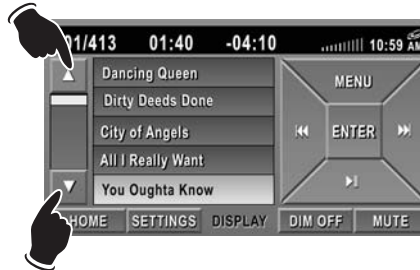 01/413 01:40 -04:10 10:59 AM
Dancing Queen
MENU
Dirty Deeds Done
City of Angels
ENTER
All I Really Want
You Oughta Know
HOME SETTINGS DISPLAY DIM OFF MUTE